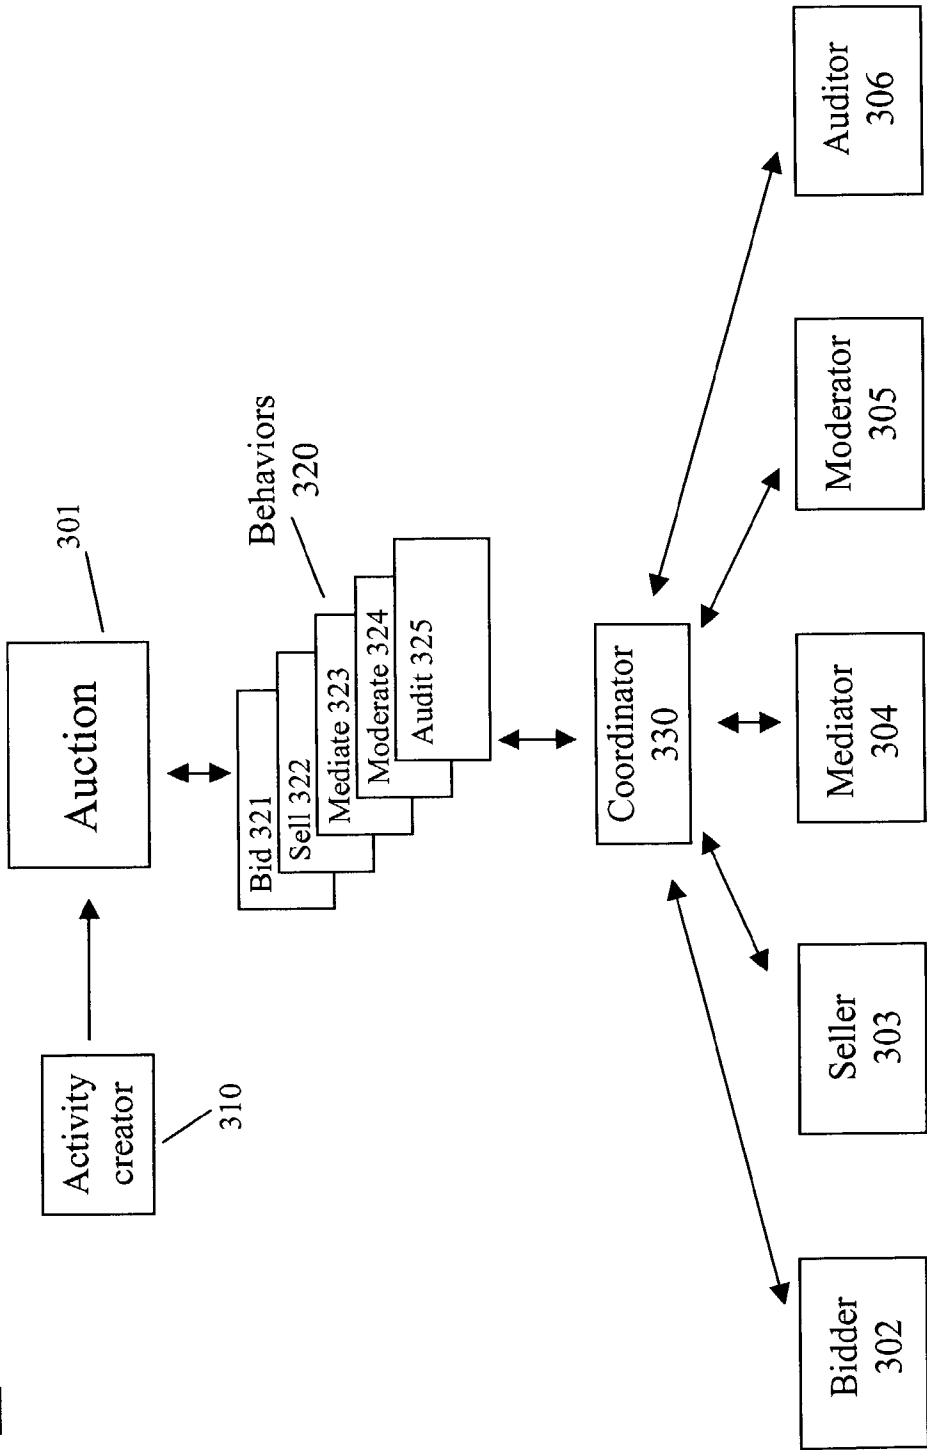 Activity
creator
310
Auction
301
Behaviors
320
Bid 321
Sell 322
Mediate 323
Moderate 324
Audit 325
Coordinator
330
Bidder
302
Seller
303
Mediator
304
Moderator
305
Auditor
306